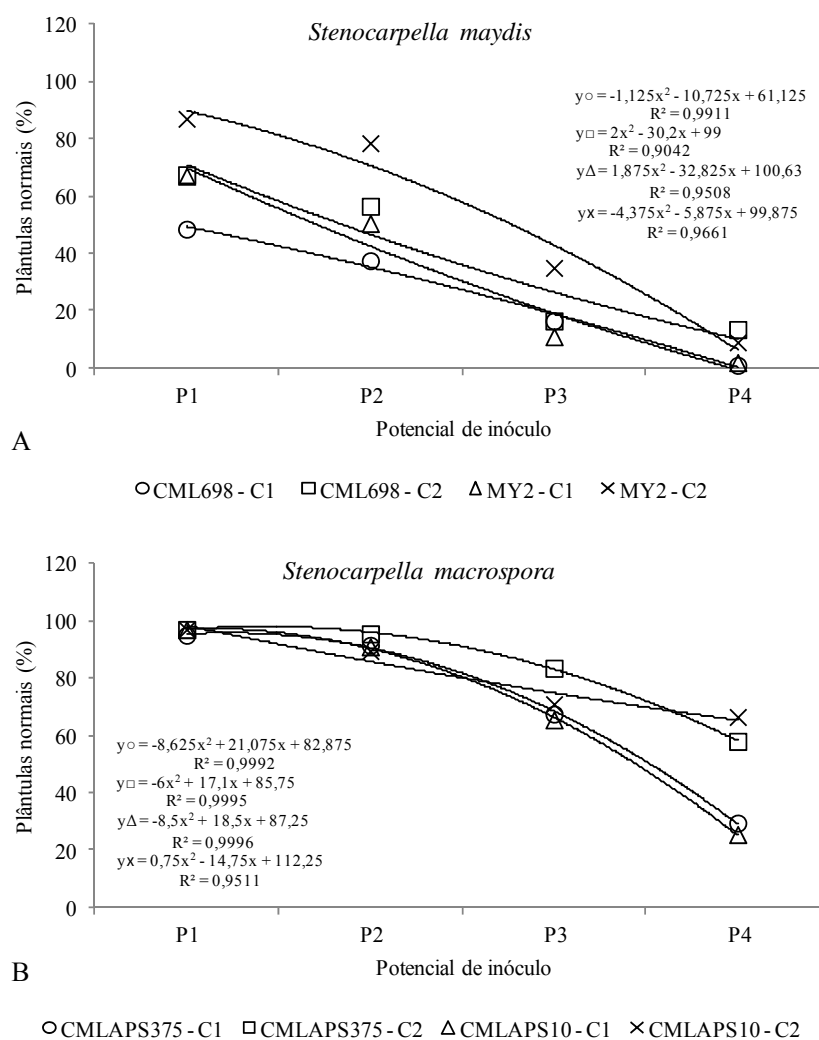 Stenocarpella maydis
120
100
80
60
40
20
0
Plântulas normais (%)
y○ = -1,125x² - 10,725x + 61,125
R² = 0,9911
y□ = 2x² - 30,2x + 99
R² = 0,9042
yΔ = 1,875x² - 32,825x + 100,63
R² = 0,9508
y× = -4,375x² - 5,875x + 99,875
R² = 0,9661
P1 P2 P3 P4
Potencial de inóculo
A
○ CML698 - C1 □ CML698 - C2 Δ MY2 - C1 × MY2 - C2
Stenocarpella macrospora
120
100
80
60
40
20
0
Plântulas normais (%)
y○ = -8,625x² + 21,075x + 82,875
R² = 0,9992
y□ = -6x² + 17,1x + 85,75
R² = 0,9995
yΔ = -8,5x² + 18,5x + 87,25
R² = 0,9996
y× = 0,75x² - 14,75x + 112,25
R² = 0,9511
P1 P2 P3 P4
Potencial de inóculo
B
○ CMLAPS375 - C1 □ CMLAPS375 - C2 Δ CMLAPS10 - C1 × CMLAPS10 - C2